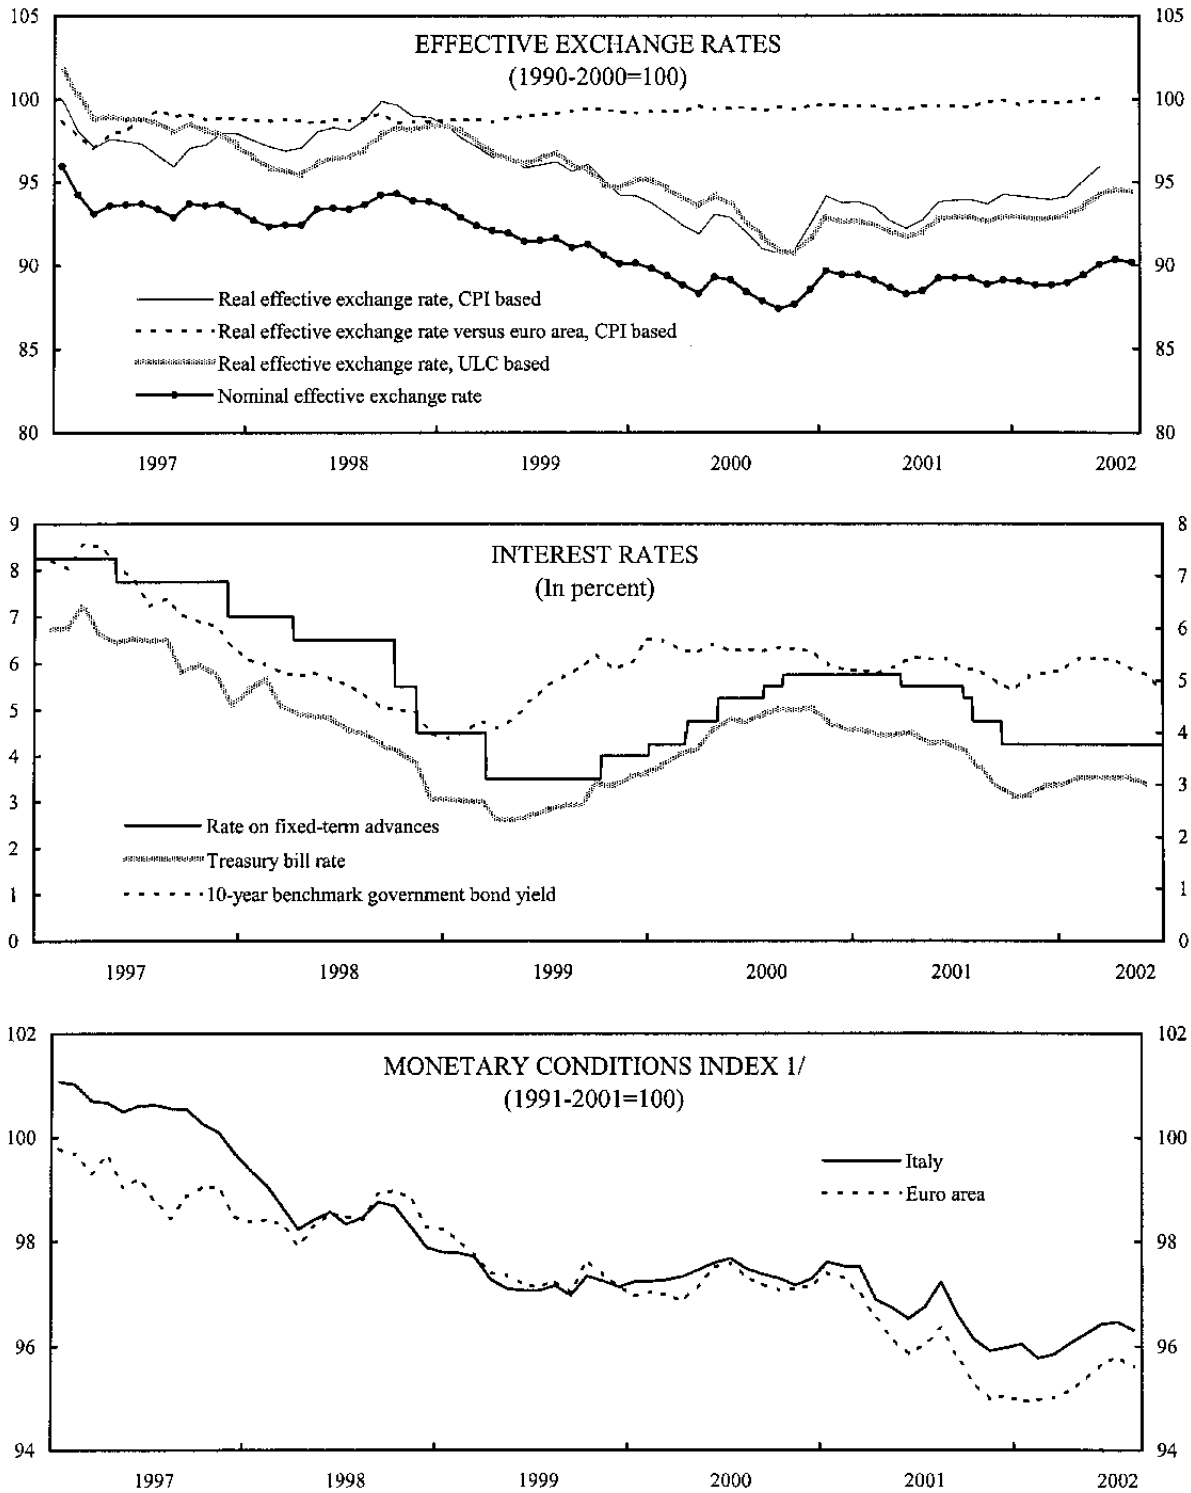 EFFECTIVE EXCHANGE RATES
(1990-2000=100)
105 105
100 100
95 95
90 90
85 85
80 80
Real effective exchange rate, CPI based
Real effective exchange rate versus euro area, CPI based
Real effective exchange rate, ULC based
Nominal effective exchange rate
1997 1998 1999 2000 2001 2002
INTEREST RATES
(In percent)
9 8
8 7
7 6
6 5
5 4
4 3
3 2
2 1
1 0
0
Rate on fixed-term advances
Treasury bill rate
10-year benchmark government bond yield
1997 1998 1999 2000 2001 2002
MONETARY CONDITIONS INDEX 1/
(1991-2001=100)
102 102
100 100
98 98
96 96
94 94
Italy
Euro area
1997 1998 1999 2000 2001 2002